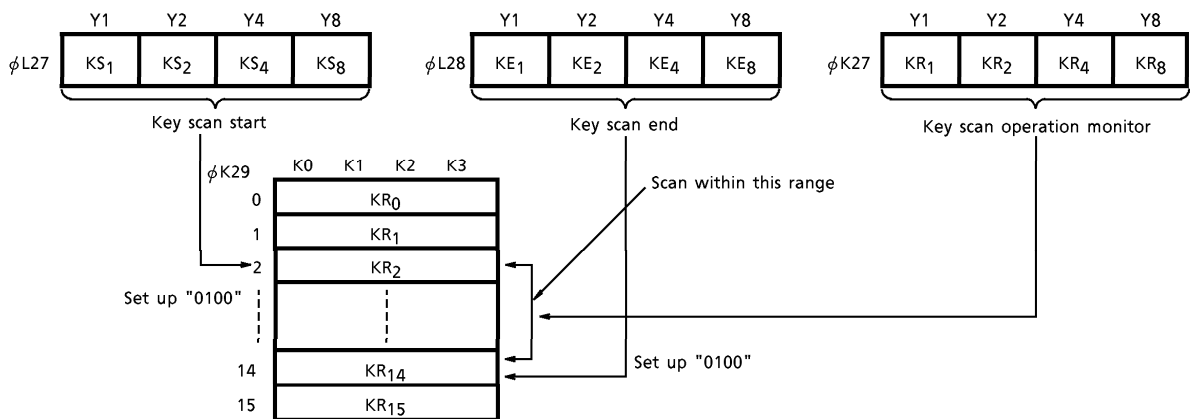 Y1 Y2 Y4 Y8 Y1 Y2 Y4 Y8 Y1 Y2 Y4 Y8
φL27 KS1 KS2 KS4 KS8 φL28 KE1 KE2 KE4 KE8 φK27 KR1 KR2 KR4 KR8
Key scan start Key scan end Key scan operation monitor
φK29 K0 K1 K2 K3
Scan within this range
0 KR0
1 KR1
2 KR2
Set up "0100"
14 KR14 Set up "0100"
15 KR15